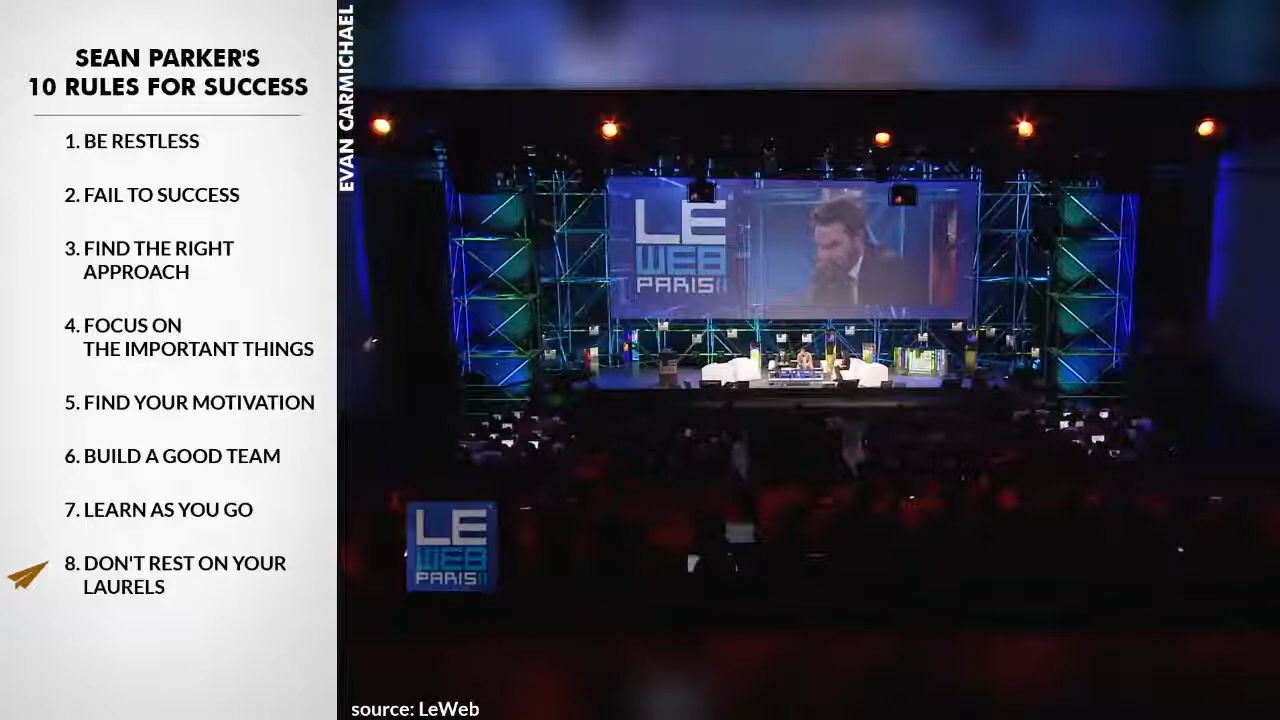 SEAN PARKER'S
10 RULES FOR SUCCESS
1. BE RESTLESS
2. FAIL TO SUCCESS
3. FIND THE RIGHT
APPROACH
4. FOCUS ON
THE IMPORTANT THINGS
5. FIND YOUR MOTIVATION
6. BUILD A GOOD TEAM
7. LEARN AS YOU GO
8. DON'T REST ON YOUR
LAURELS
EVAN CARMICHAEL
LE
WEB
PARIS11
LE
WEB
PARIS11
source: LeWeb